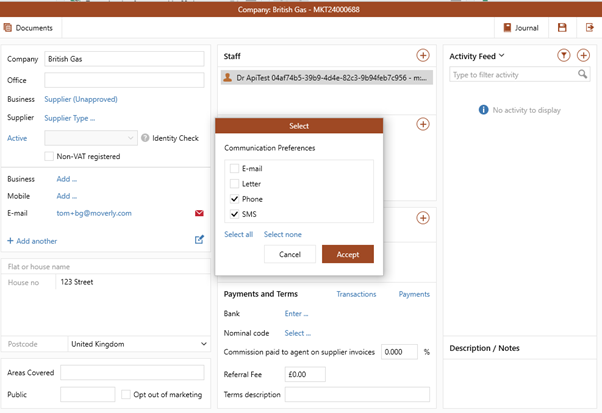 Company: British Gas - MKT24000688
Documents
Journal
Company
British Gas
Office
Business
Supplier (Unapproved)
Supplier
Supplier Type ...
Active
Identity Check
Non-VAT registered
Business
Add ...
Mobile
Add ...
E-mail
tom+bg@moverly.com
+ Add another
Flat or house name
House no
123 Street
Postcode
United Kingdom
Areas Covered
Public
Opt out of marketing
Staff
Dr ApiTest 04af74b5-39b9-4d4e-82c3-9b94feb7c956 - m:...
Select
Communication Preferences
E-mail
Letter
Phone
SMS
Select all
Select none
Cancel
Accept
Payments and Terms
Transactions
Payments
Bank
Enter ...
Nominal code
Select ...
Commission paid to agent on supplier invoices
0.000
%
Referral Fee
£0.00
Terms description
Activity Feed
Type to filter activity
No activity to display
Description / Notes